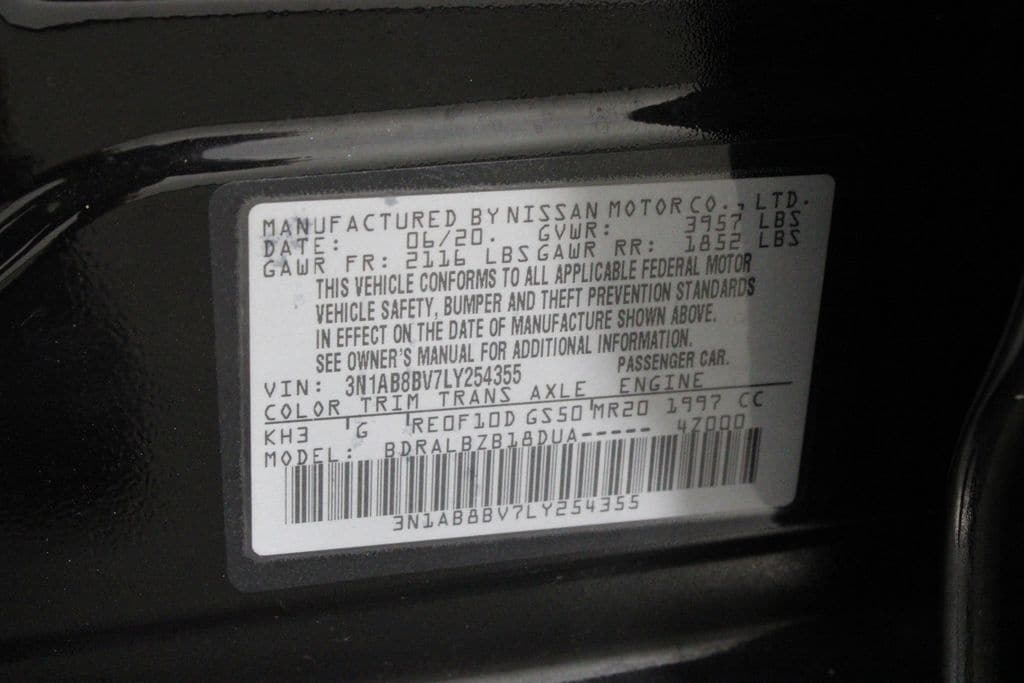 MANUFACTURED BY NISSAN MOTOR CO., LTD.
DATE: 06/20. GVWR: 3957 LBS
GAWR FR: 2116 LBS GAWR RR: 1852 LBS
THIS VEHICLE CONFORMS TO ALL APPLICABLE FEDERAL MOTOR
VEHICLE SAFETY, BUMPER AND THEFT PREVENTION STANDARDS
IN EFFECT ON THE DATE OF MANUFACTURE SHOWN ABOVE.
SEE OWNER'S MANUAL FOR ADDITIONAL INFORMATION.
VIN: 3N1AB8BV7LY254355 PASSENGER CAR.
COLOR TRIM TRANS AXLE ENGINE
KH3 G RE0F10D GS50 MR20 1997 CC
MODEL: BDRALBZB18DUA----- 4Z000
3N1AB8BV7LY254355